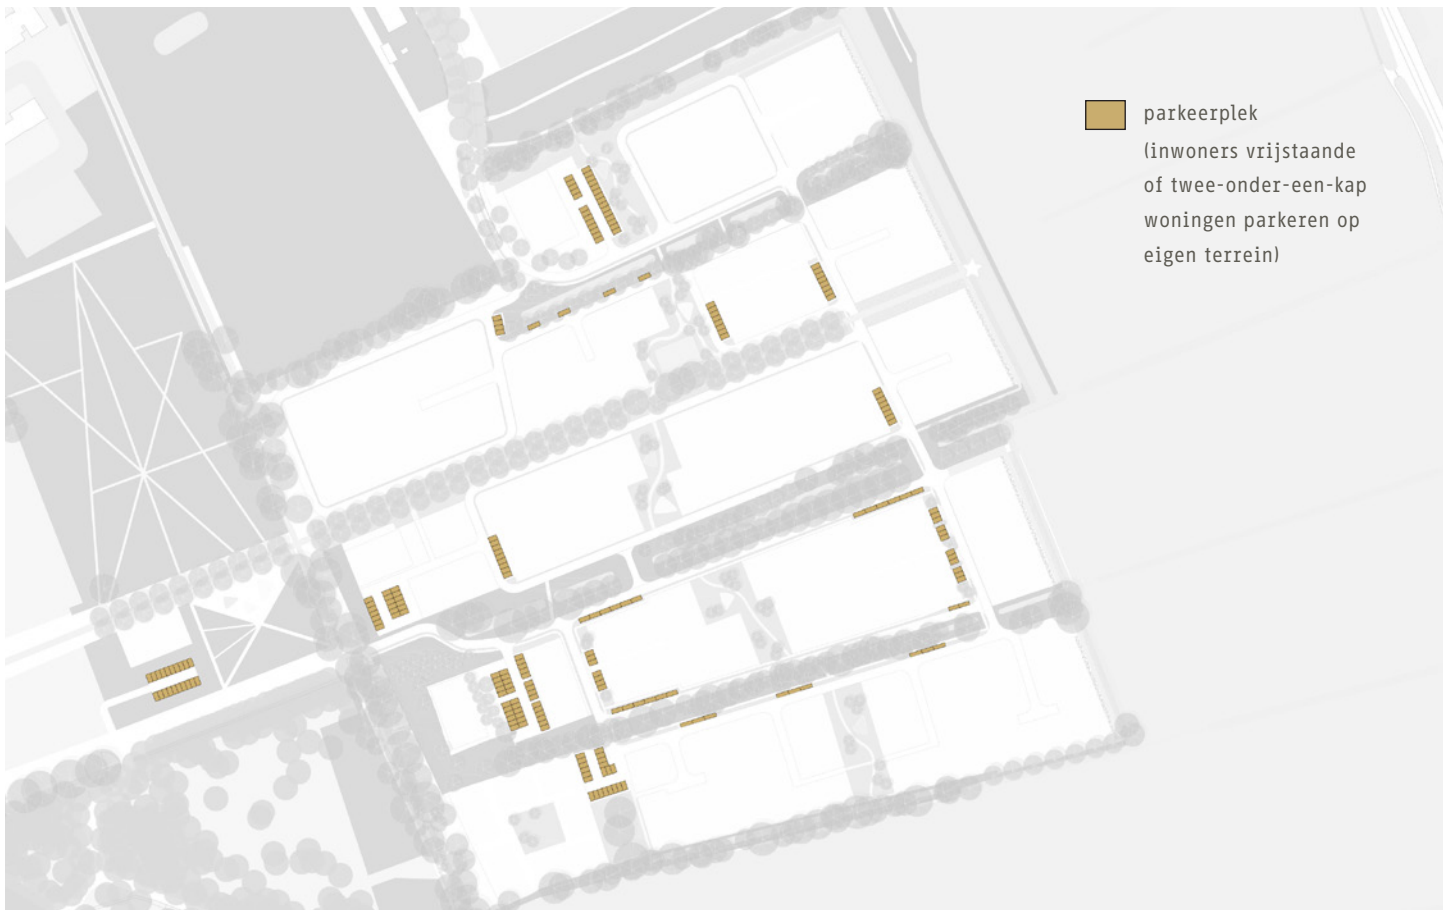 parkeerplek
(inwoners vrijstaande
of twee-onder-een-kap
woningen parkeren op
eigen terrein)